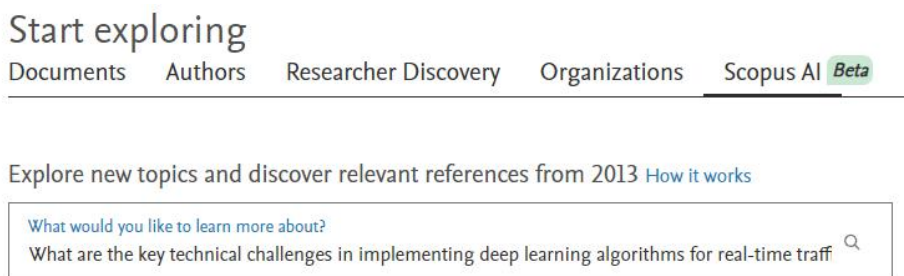 Start exploring
Documents Authors Researcher Discovery Organizations Scopus AI Beta
Explore new topics and discover relevant references from 2013 How it works
What would you like to learn more about?
What are the key technical challenges in implementing deep learning algorithms for real-time traff